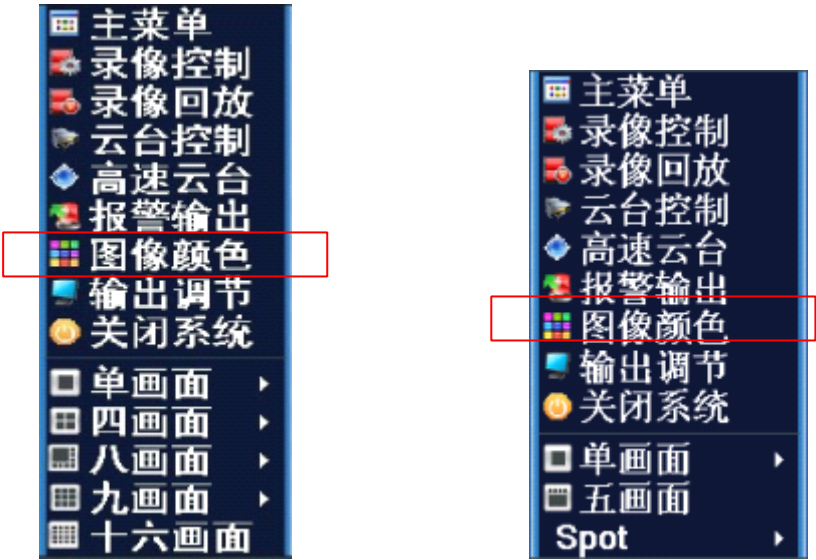 主菜单
录像控制
录像回放
云台控制
高速云台
报警输出
图像颜色
输出调节
关闭系统
单画面
四画面
八画面
九画面
十六画面
主菜单
录像控制
录像回放
云台控制
高速云台
报警输出
图像颜色
输出调节
关闭系统
单画面
五画面
Spot